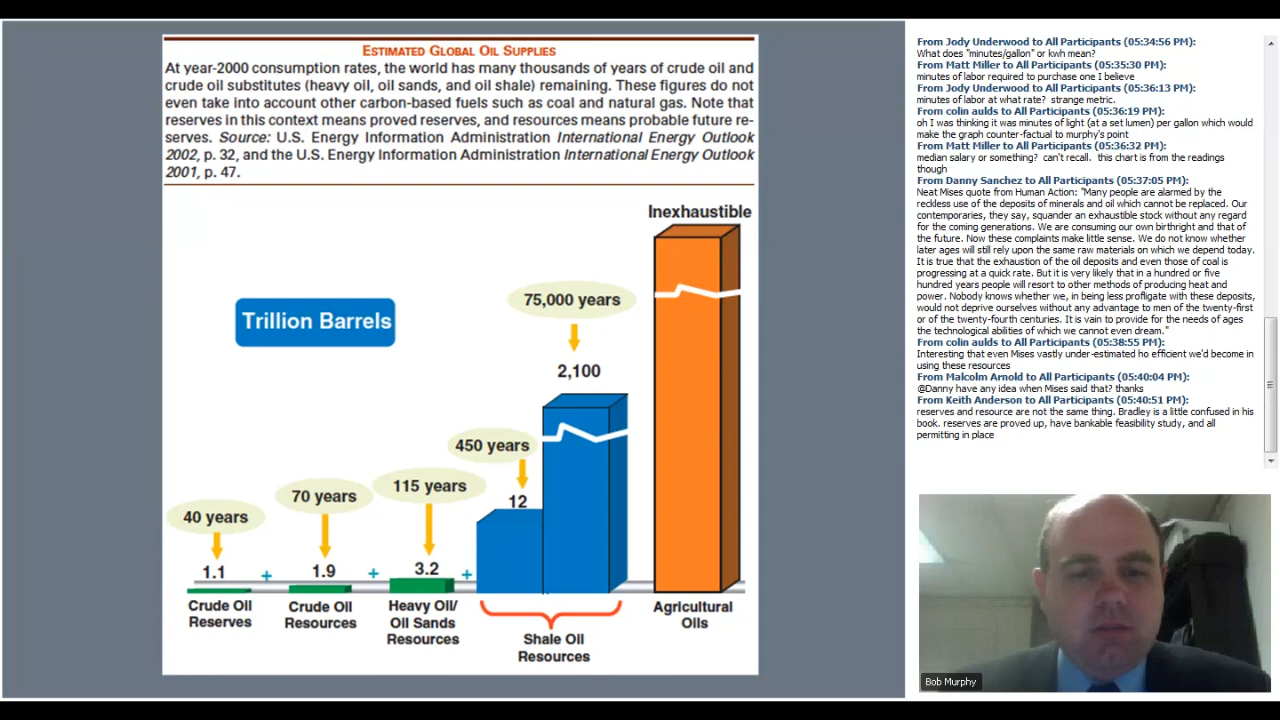 ESTIMATED GLOBAL OIL SUPPLIES
At year-2000 consumption rates, the world has many thousands of years of crude oil and
crude oil substitutes (heavy oil, oil sands, and oil shale) remaining. These figures do not
even take into account other carbon-based fuels such as coal and natural gas. Note that
reserves in this context means proved reserves, and resources means probable future re-
serves. Source: U.S. Energy Information Administration International Energy Outlook
2002, p. 32, and the U.S. Energy Information Administration International Energy Outlook
2001, p. 47.
Inexhaustible
75,000 years
Trillion Barrels
2,100
450 years
115 years
70 years
12
40 years
1.1
+
1.9
+
3.2
+
Crude Oil
Reserves
Crude Oil
Resources
Heavy Oil/
Oil Sands
Resources
Shale Oil
Resources
Agricultural
Oils
From Jody Underwood to All Participants (05:34:56 PM):
What does "minutes/gallon" or kwh mean?
From Matt Miller to All Participants (05:35:30 PM):
minutes of labor required to purchase one I believe
From Jody Underwood to All Participants (05:36:13 PM):
minutes of labor at what rate? strange metric.
From colin aulds to All Participants (05:36:19 PM):
oh I was thinking it was minutes of light (at a set lumen) per gallon which would
make the graph counter-factual to murphy's point
From Matt Miller to All Participants (05:36:32 PM):
median salary or something? can't recall. this chart is from the readings
though
From Danny Sanchez to All Participants (05:37:05 PM):
Neat Mises quote from Human Action: "Many people are alarmed by the
reckless use of the deposits of minerals and oil which cannot be replaced. Our
contemporaries, they say, squander an exhaustible stock without any regard
for the coming generations. We are consuming our own birthright and that of
the future. Now these complaints make little sense. We do not know whether
later ages will still rely upon the same raw materials on which we depend today.
It is true that the exhaustion of the oil deposits and even those of coal is
progressing at a quick rate. But it is very likely that in a hundred or five
hundred years people will resort to other methods of producing heat and
power. Nobody knows whether we, in being less profligate with these deposits,
would not deprive ourselves without any advantage to men of the twenty-first
or of the twenty-fourth centuries. It is vain to provide for the needs of ages
the technological abilities of which we cannot even dream."
From colin aulds to All Participants (05:38:55 PM):
Interesting that even Mises vastly under-estimated ho efficient we'd become in
using these resources
From Malcolm Arnold to All Participants (05:40:04 PM):
@Danny have any idea when Mises said that? thanks
From Keith Anderson to All Participants (05:40:51 PM):
reserves and resource are not the same thing. Bradley is a little confused in his
book. reserves are proved up, have bankable feasibility study, and all
permitting in place
Bob Murphy